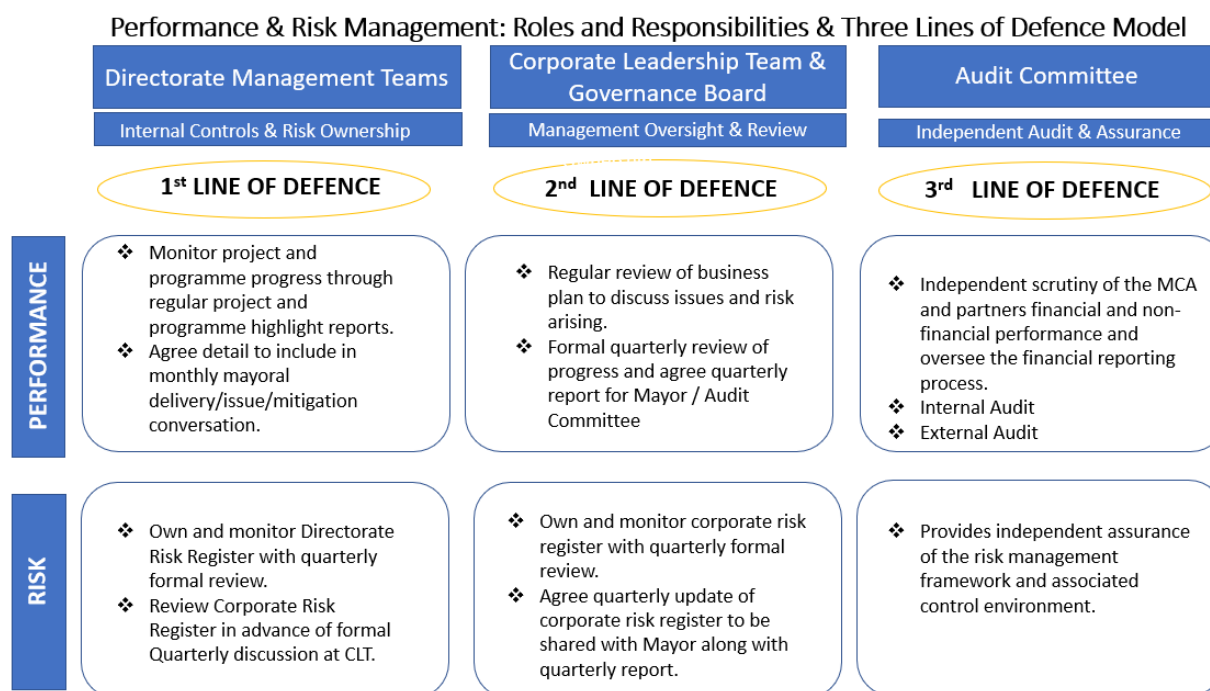 Performance & Risk Management: Roles and Responsibilities & Three Lines of Defence Model
Directorate Management Teams
Internal Controls & Risk Ownership
Corporate Leadership Team &
Governance Board
Management Oversight & Review
Audit Committee
Independent Audit & Assurance
1st LINE OF DEFENCE
2nd LINE OF DEFENCE
3rd LINE OF DEFENCE
PERFORMANCE
❖ Monitor project and
programme progress through
regular project and
programme highlight reports.
❖ Agree detail to include in
monthly mayoral
delivery/issue/mitigation
conversation.
❖ Regular review of business
plan to discuss issues and risk
arising.
❖ Formal quarterly review of
progress and agree quarterly
report for Mayor / Audit
Committee
❖ Independent scrutiny of the MCA
and partners financial and non-
financial performance and
oversee the financial reporting
process.
❖ Internal Audit
❖ External Audit
RISK
❖ Own and monitor Directorate
Risk Register with quarterly
formal review.
❖ Review Corporate Risk
Register in advance of formal
Quarterly discussion at CLT.
❖ Own and monitor corporate risk
register with quarterly formal
review.
❖ Agree quarterly update of
corporate risk register to be
shared with Mayor along with
quarterly report.
❖ Provides independent assurance
of the risk management
framework and associated
control environment.